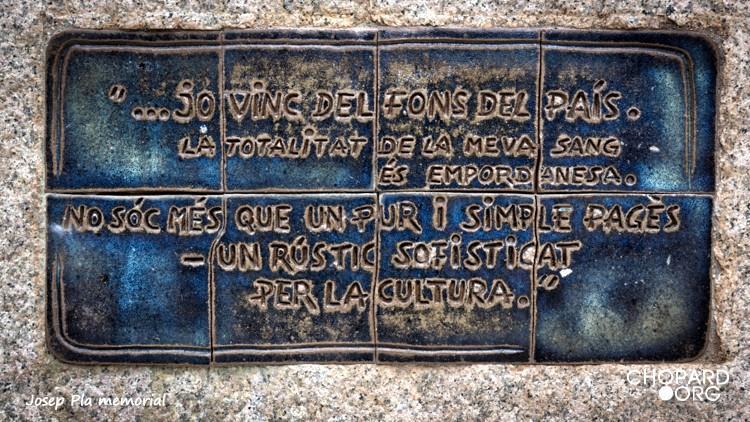 "...JO VINC DEL FONS DEL PAÍS.
LA TOTALITAT DE LA MEVA SANG
ÉS EMPORDANESA.
NO SÓC MÉS QUE UN PUR I SIMPLE PAGÈS
– UN RÚSTIC SOFISTICAT
PER LA CULTURA."
Josep Pla memorial
CHOPARD
ORG